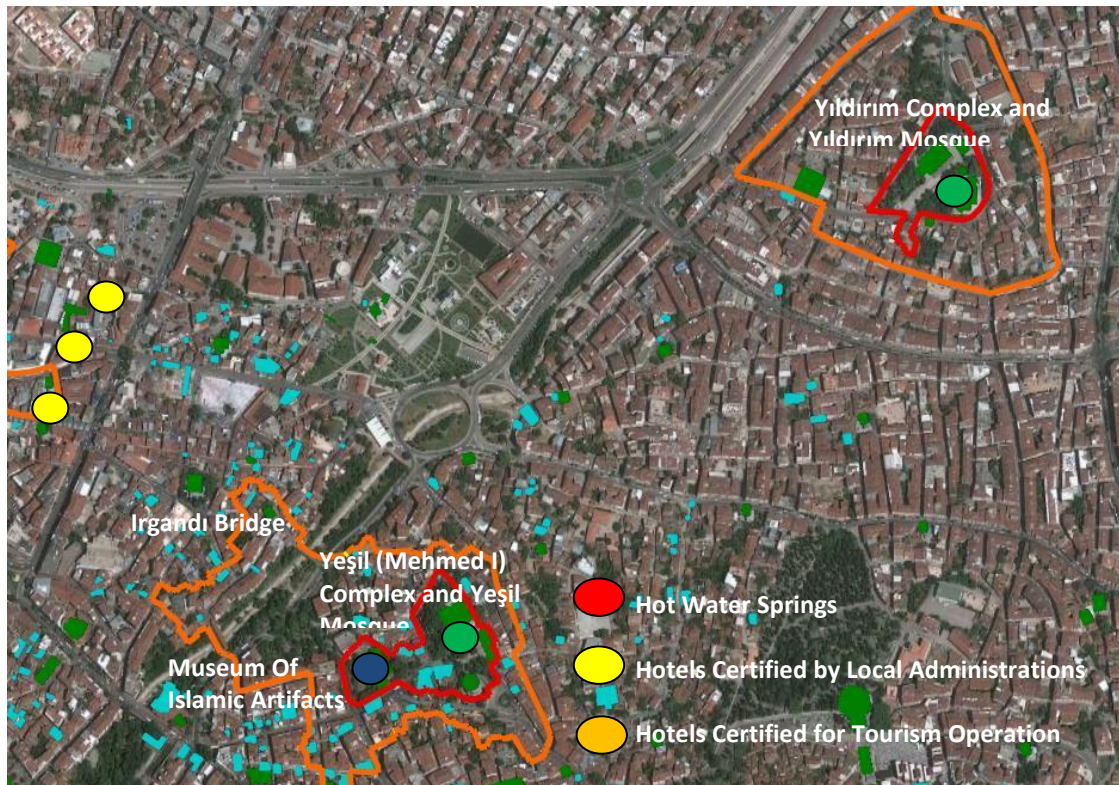 Yıldırım Complex and
Yıldırım Mosque
Irgandı Bridge
Yeşil (Mehmed I)
Complex and Yeşil
Mosque
Museum Of
Islamic Artifacts
Hot Water Springs
Hotels Certified by Local Administrations
Hotels Certified for Tourism Operation